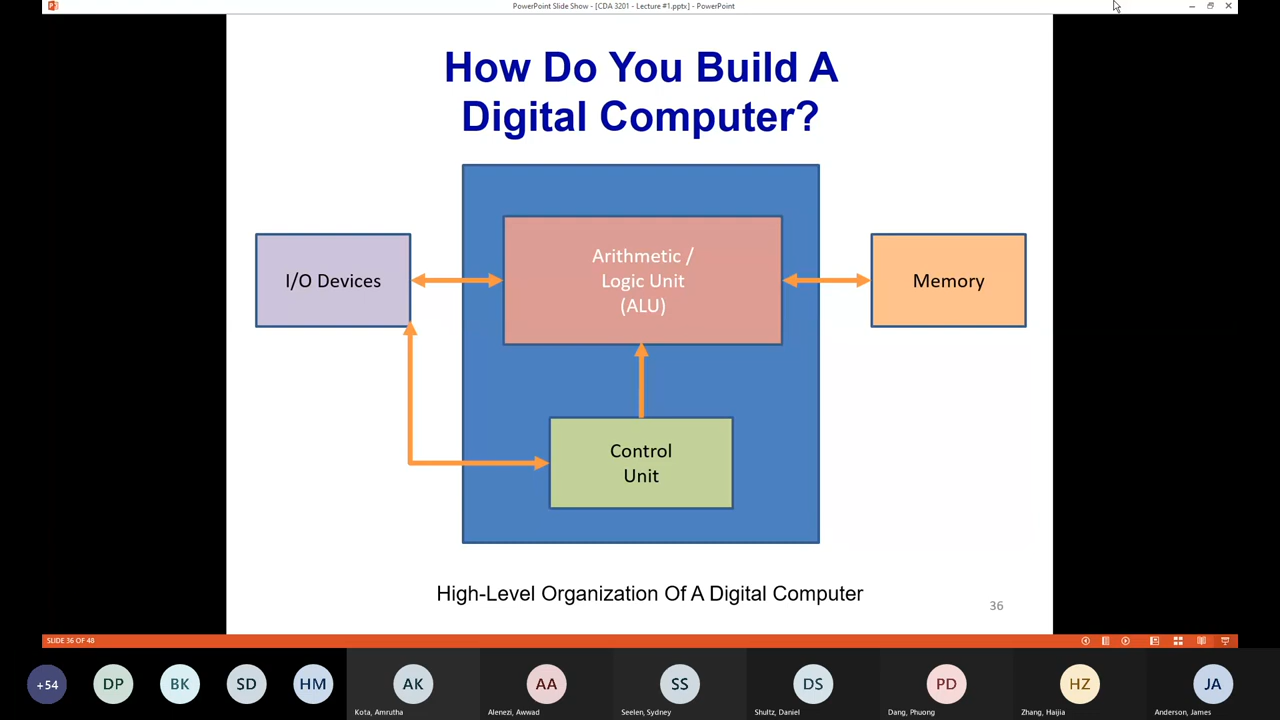 PowerPoint Slide Show - [CDA 3201 - Lecture #1.pptx] - PowerPoint
How Do You Build A
Digital Computer?
I/O Devices
Arithmetic /
Logic Unit
(ALU)
Memory
Control
Unit
High-Level Organization Of A Digital Computer
36
SLIDE 36 OF 48
+54
DP
BK
SD
HM
AK
Kota, Amrutha
AA
Alenezi, Awwad
SS
Seelen, Sydney
DS
Shultz, Daniel
PD
Dang, Phuong
HZ
Zhang, Haijia
JA
Anderson, James